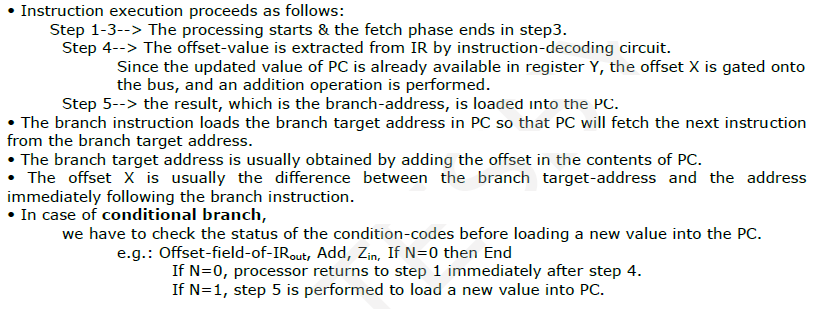 • Instruction execution proceeds as follows:
Step 1-3--> The processing starts & the fetch phase ends in step3.
Step 4--> The offset-value is extracted from IR by instruction-decoding circuit.
Since the updated value of PC is already available in register Y, the offset X is gated onto
the bus, and an addition operation is performed.
Step 5--> the result, which is the branch-address, is loaded into the PC.
• The branch instruction loads the branch target address in PC so that PC will fetch the next instruction
from the branch target address.
• The branch target address is usually obtained by adding the offset in the contents of PC.
• The offset X is usually the difference between the branch target-address and the address
immediately following the branch instruction.
• In case of conditional branch,
we have to check the status of the condition-codes before loading a new value into the PC.
e.g.: Offset-field-of-IRout, Add, Zin, If N=0 then End
If N=0, processor returns to step 1 immediately after step 4.
If N=1, step 5 is performed to load a new value into PC.